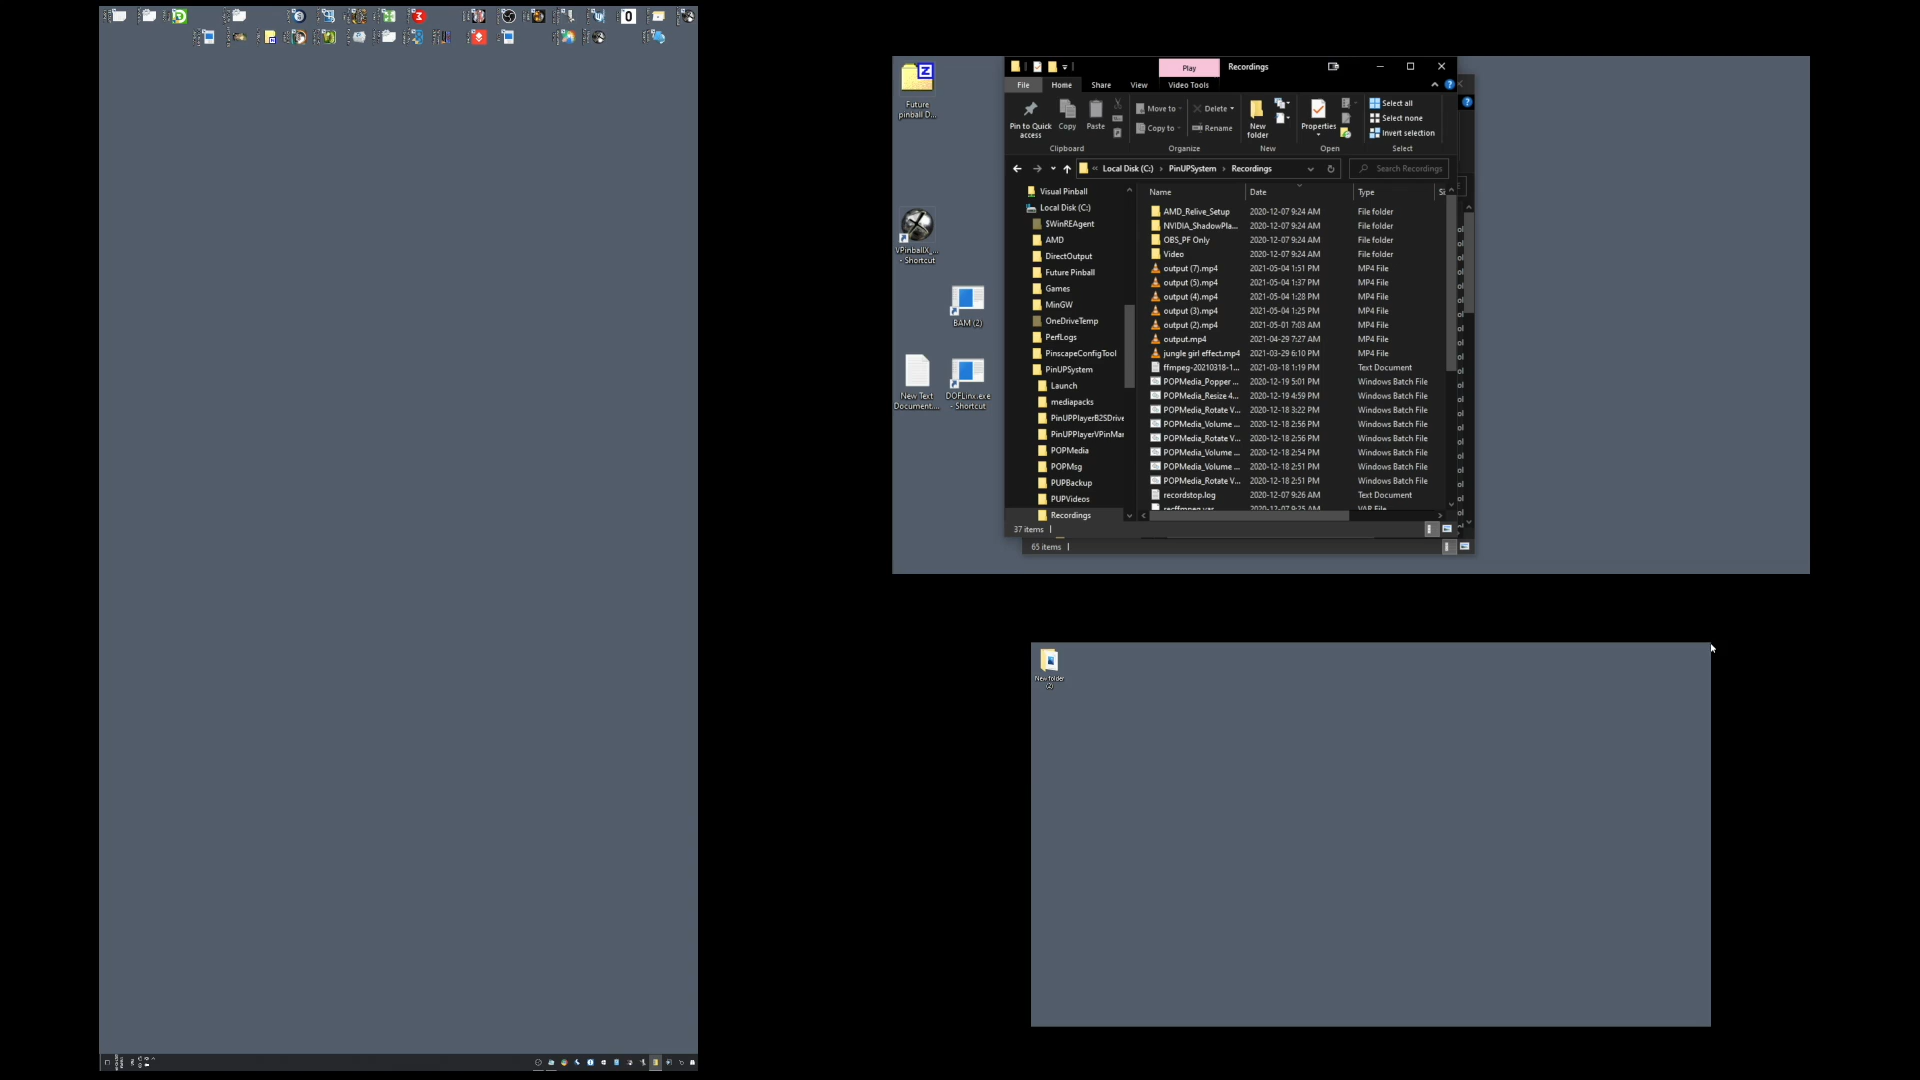 Future
pinball D...
VPinballX_...
- Shortcut
BAM (2)
New Text
Document....
DOFLinx.exe
- Shortcut
Play
Recordings
File
Home
Share
View
Video Tools
Pin to Quick
access
Copy
Paste
Move to
Copy to
Delete
Rename
New
folder
Properties
Select all
Select none
Invert selection
Clipboard
Organize
New
Open
Select
Local Disk (C:)
PinUPSystem
Recordings
Search Recordings
Visual Pinball
Local Disk (C:)
$WinREAgent
AMD
DirectOutput
Future Pinball
Games
MinGW
OneDriveTemp
PerfLogs
PinscapeConfigTool
PinUPSystem
Launch
mediapacks
PinUPPlayerB2SDrive
PinUPPlayerVPinMar
POPMedia
POPMsg
PUPBackup
PUPVideos
Recordings
Name Date Type Si
AMD_Relive_Setup 2020-12-07 9:24 AM File folder
NVIDIA_ShadowPla... 2020-12-07 9:24 AM File folder
OBS_PF Only 2020-12-07 9:24 AM File folder
Video 2020-12-07 9:24 AM File folder
output (7).mp4 2021-05-04 1:51 PM MP4 File
output (5).mp4 2021-05-04 1:37 PM MP4 File
output (4).mp4 2021-05-04 1:28 PM MP4 File
output (3).mp4 2021-05-04 1:25 PM MP4 File
output (2).mp4 2021-05-01 7:03 AM MP4 File
output.mp4 2021-04-29 7:27 AM MP4 File
jungle girl effect.mp4 2021-03-29 6:10 PM MP4 File
ffmpeg-20210318-1... 2021-03-18 1:19 PM Text Document
POPMedia_Popper ... 2020-12-19 5:01 PM Windows Batch File
POPMedia_Resize 4... 2020-12-19 4:59 PM Windows Batch File
POPMedia_Rotate V... 2020-12-18 3:22 PM Windows Batch File
POPMedia_Volume ... 2020-12-18 2:56 PM Windows Batch File
POPMedia_Rotate V... 2020-12-18 2:56 PM Windows Batch File
POPMedia_Volume ... 2020-12-18 2:54 PM Windows Batch File
POPMedia_Volume ... 2020-12-18 2:51 PM Windows Batch File
POPMedia_Rotate V... 2020-12-18 2:51 PM Windows Batch File
recordstop.log 2020-12-07 9:26 AM Text Document
recffmpeg.var 2020-12-07 9:25 AM VAR File
37 items
65 items
New folder
(2)